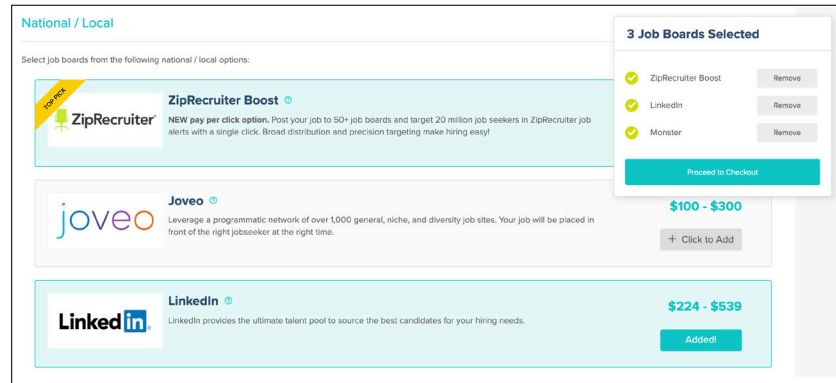 National / Local
Select job boards from the following national / local options:
3 Job Boards Selected
ZipRecruiter Boost
Remove
LinkedIn
Remove
Monster
Remove
Proceed to Checkout
TOP PICK
ZipRecruiter
ZipRecruiter Boost ?
NEW pay per click option. Post your job to 50+ job boards and target 20 million job seekers in ZipRecruiter job
alerts with a single click. Broad distribution and precision targeting make hiring easy!
joveo
Joveo ?
Leverage a programmatic network of over 1,000 general, niche, and diversity job sites. Your job will be placed in
front of the right jobseeker at the right time.
$100 - $300
+ Click to Add
Linked in.
LinkedIn ?
LinkedIn provides the ultimate talent pool to source the best candidates for your hiring needs.
$224 - $539
Added!